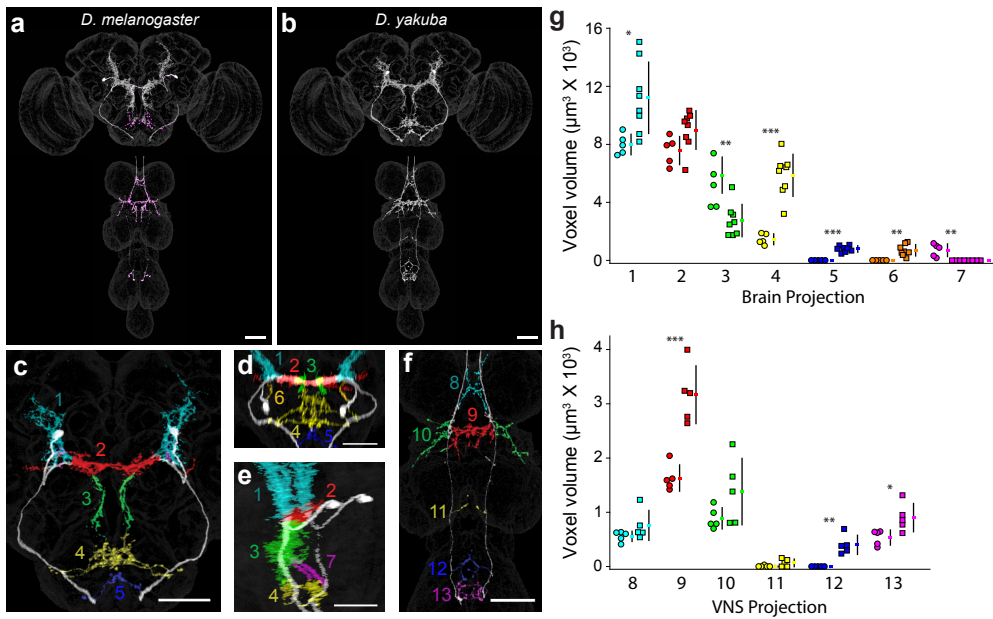 a
D. melanogaster
b
D. yakuba
c
1
2
3
4
5
d
1
2
3
6
4
5
e
1
2
3
7
4
f
8
9
10
11
12
13
g
Voxel volume (µm³ X 10³)
16
12
8
4
0
*
**
***
***
**
**
1 2 3 4 5 6 7
Brain Projection
h
Voxel volume (µm³ X 10³)
4
2
0
***
**
*
8 9 10 11 12 13
VNS Projection